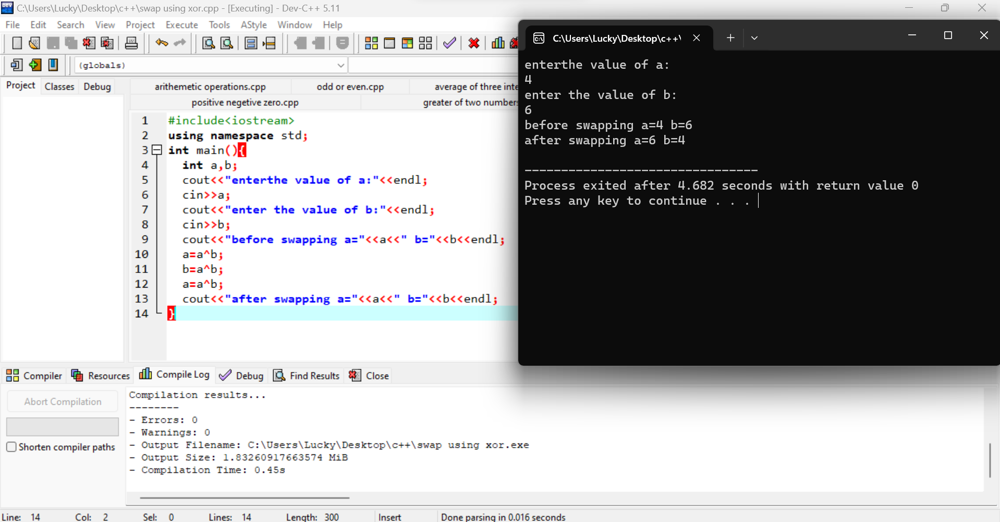 C:\Users\Lucky\Desktop\c++\swap using xor.cpp - [Executing] - Dev-C++ 5.11
File Edit Search View Project Execute Tools AStyle Window Help
(globals)
Project Classes Debug
arithemetic operations.cpp odd or even.cpp average of three inte
positive negetive zero.cpp greater of two numbers
1 #include<iostream>
2 using namespace std;
3 int main(){
4 int a,b;
5 cout<<"enterthe value of a:"<<endl;
6 cin>>a;
7 cout<<"enter the value of b:"<<endl;
8 cin>>b;
9 cout<<"before swapping a="<<a<<" b="<<b<<endl;
10 a=a^b;
11 b=a^b;
12 a=a^b;
13 cout<<"after swapping a="<<a<<" b="<<b<<endl;
14 }
C:\Users\Lucky\Desktop\c++\
enterthe value of a:
4
enter the value of b:
6
before swapping a=4 b=6
after swapping a=6 b=4
--------------------------------
Process exited after 4.682 seconds with return value 0
Press any key to continue . . .
Compiler Resources Compile Log Debug Find Results Close
Abort Compilation
Shorten compiler paths
Compilation results...
--------
- Errors: 0
- Warnings: 0
- Output Filename: C:\Users\Lucky\Desktop\c++\swap using xor.exe
- Output Size: 1.83260917663574 MiB
- Compilation Time: 0.45s
Line: 14 Col: 2 Sel: 0 Lines: 14 Length: 300 Insert Done parsing in 0.016 seconds